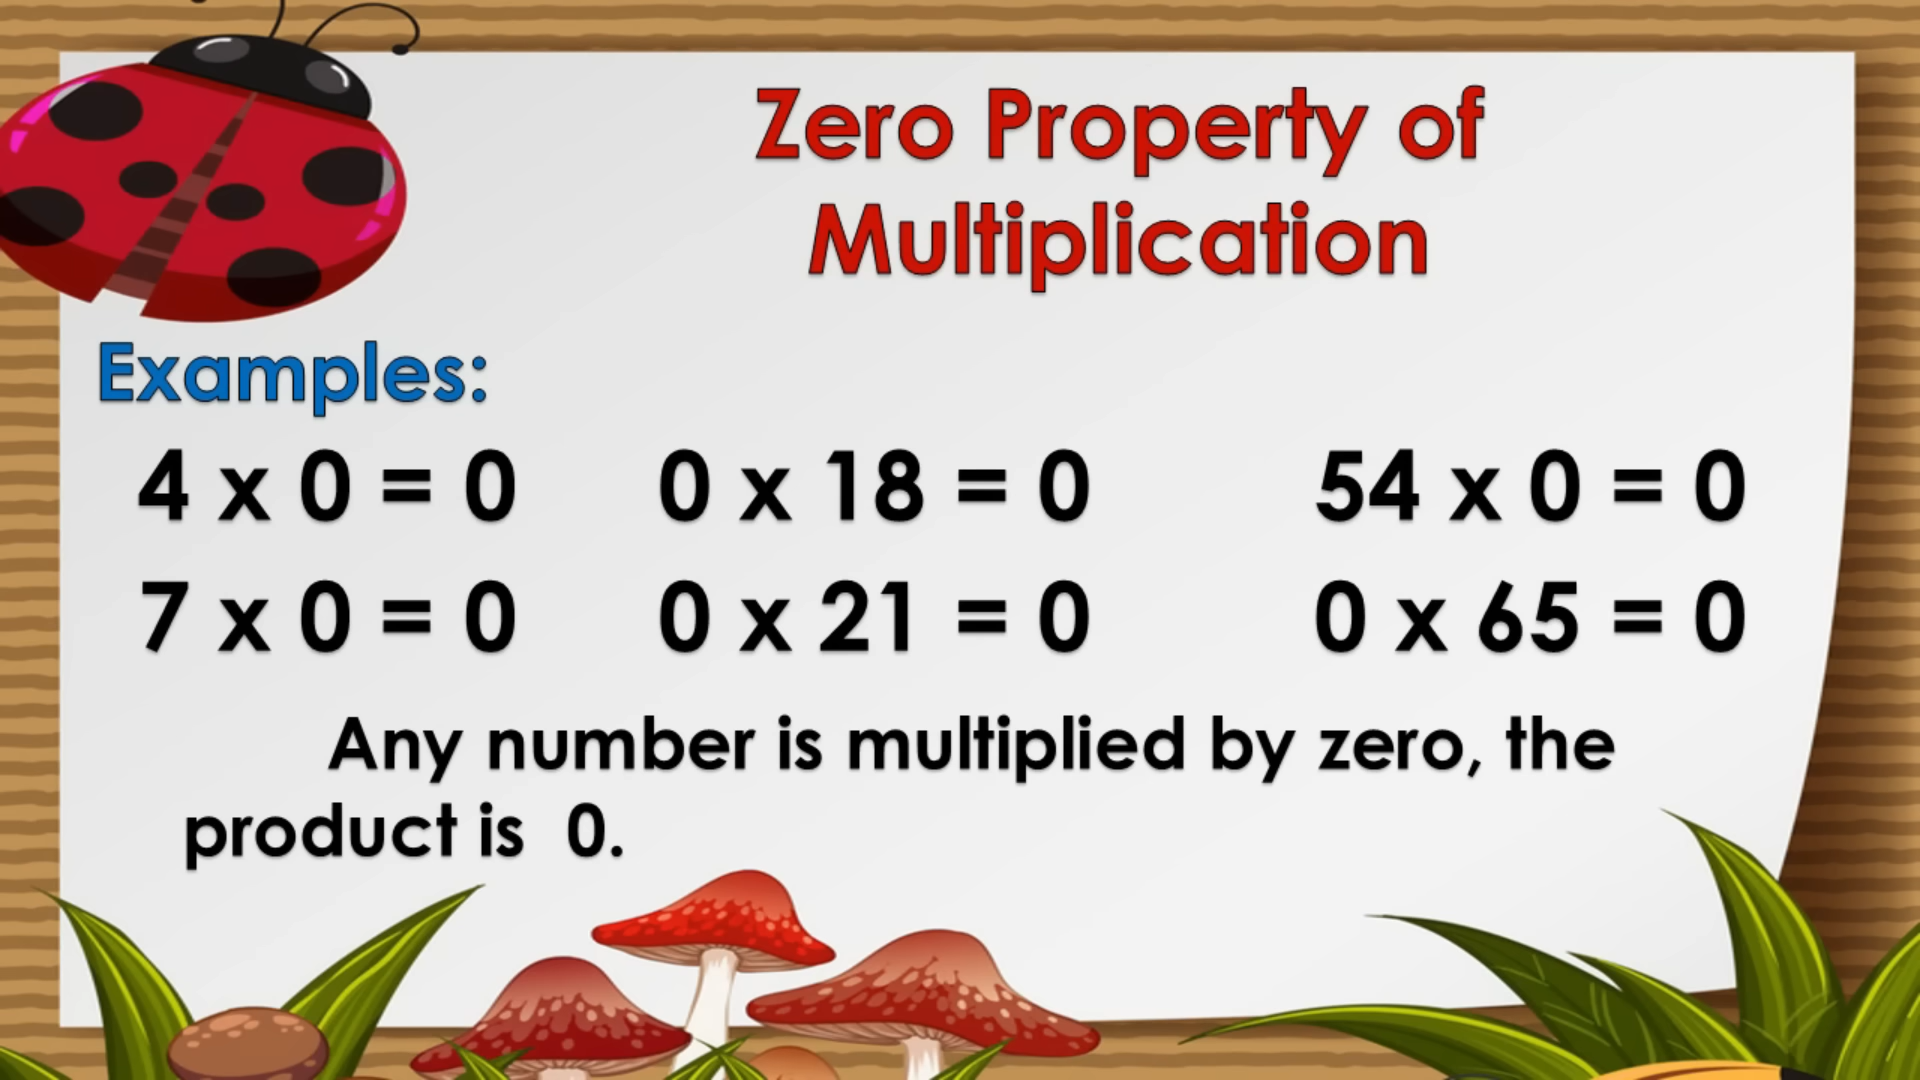 Zero Property of
Multiplication
Examples:
4 x 0 = 0 0 x 18 = 0 54 x 0 = 0
7 x 0 = 0 0 x 21 = 0 0 x 65 = 0
Any number is multiplied by zero, the
product is 0.